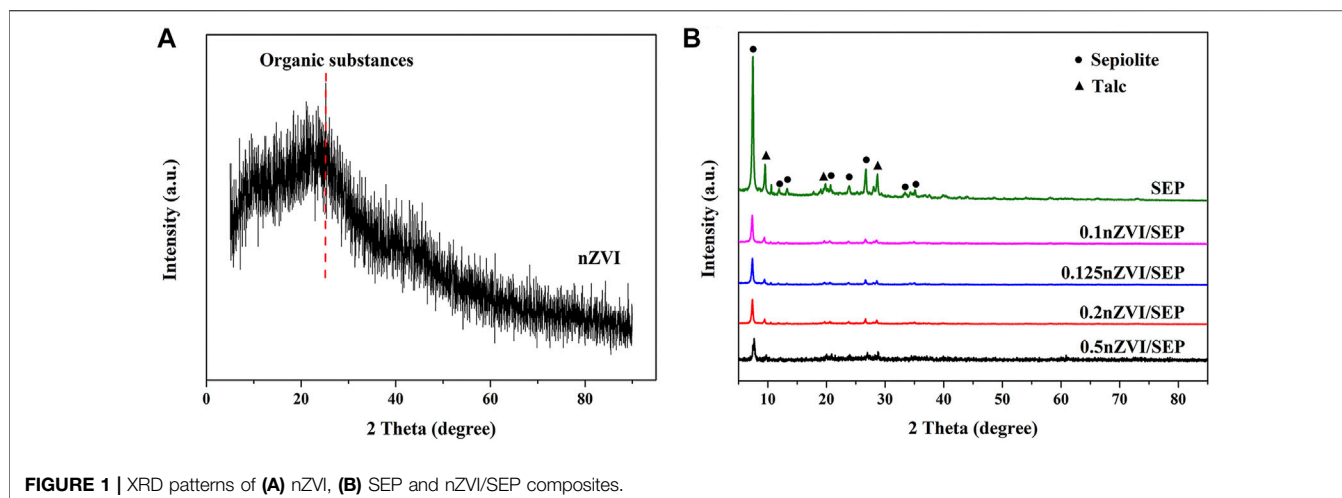 A
Organic substances
nZVI
Intensity (a.u.)
0 20 40 60 80
2 Theta (degree)
B
● Sepiolite
▲ Talc
SEP
0.1nZVI/SEP
0.125nZVI/SEP
0.2nZVI/SEP
0.5nZVI/SEP
Intensity (a.u.)
10 20 30 40 50 60 70 80
2 Theta (degree)
FIGURE 1 | XRD patterns of (A) nZVI, (B) SEP and nZVI/SEP composites.